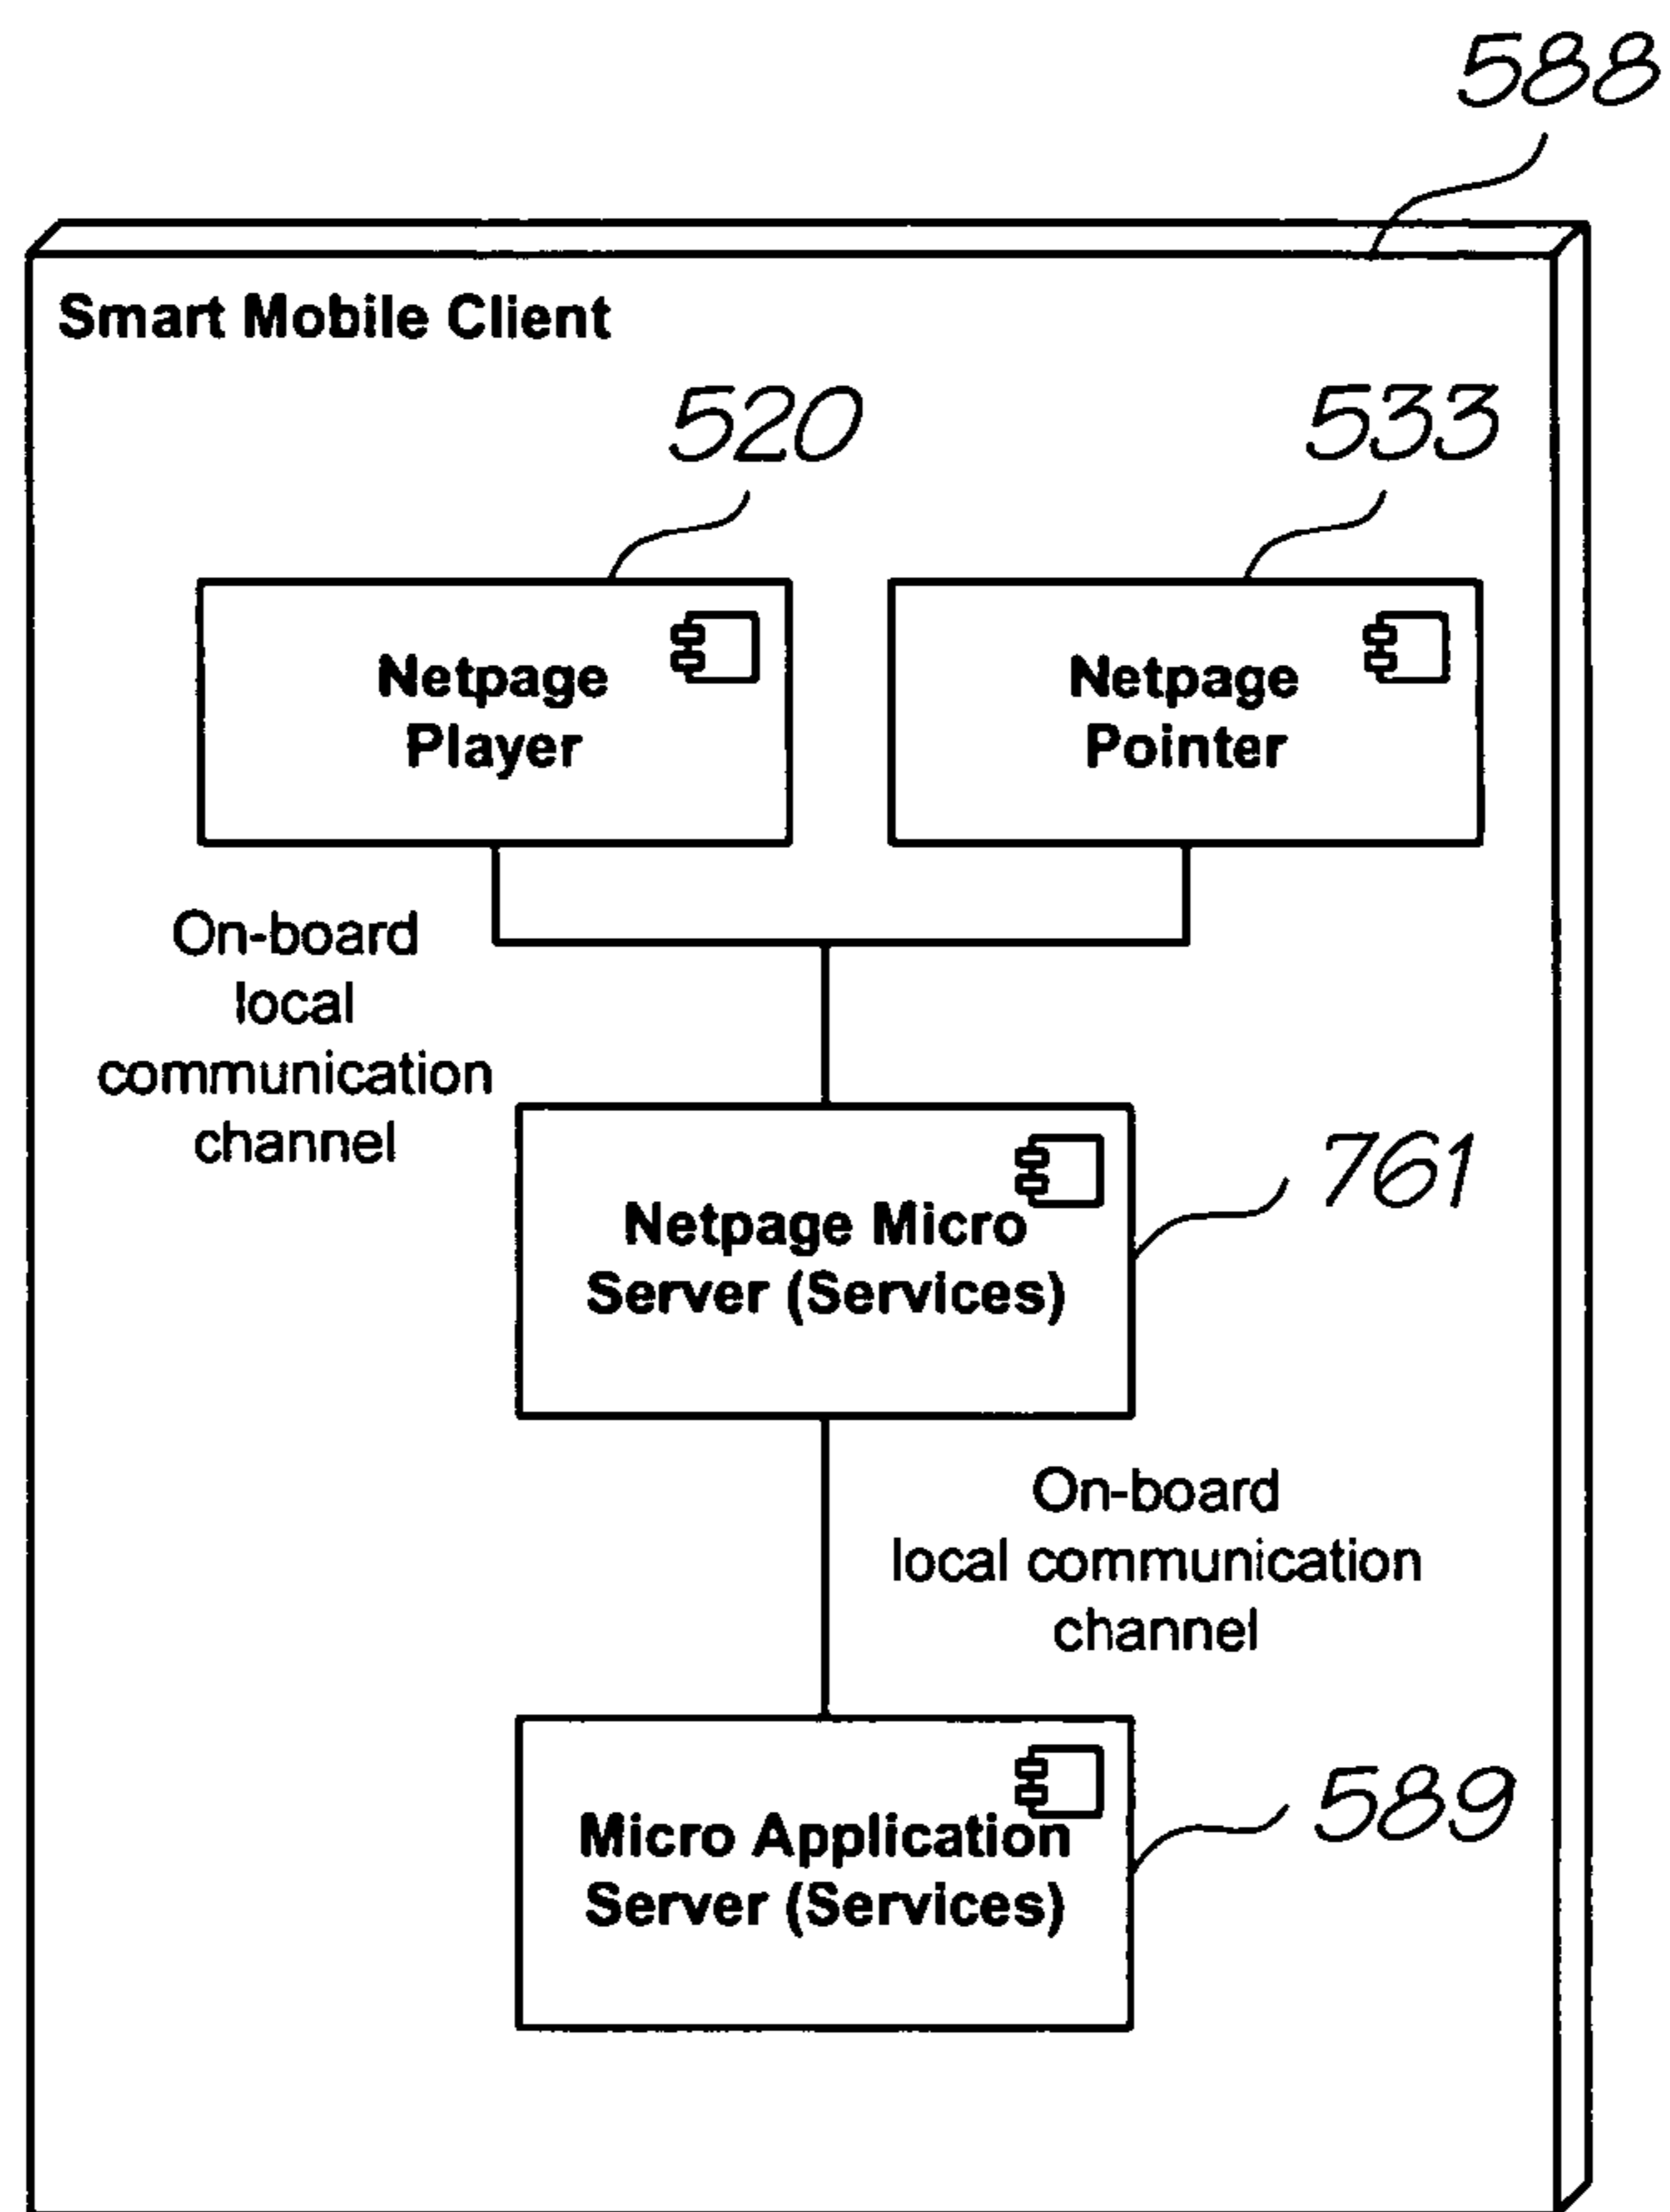 588
Smart Mobile Client
520
533
Netpage
Player
Netpage
Pointer
On-board
local
communication
channel
Netpage Micro
Server (Services)
761
On-board
local communication
channel
Micro Application
Server (Services)
589